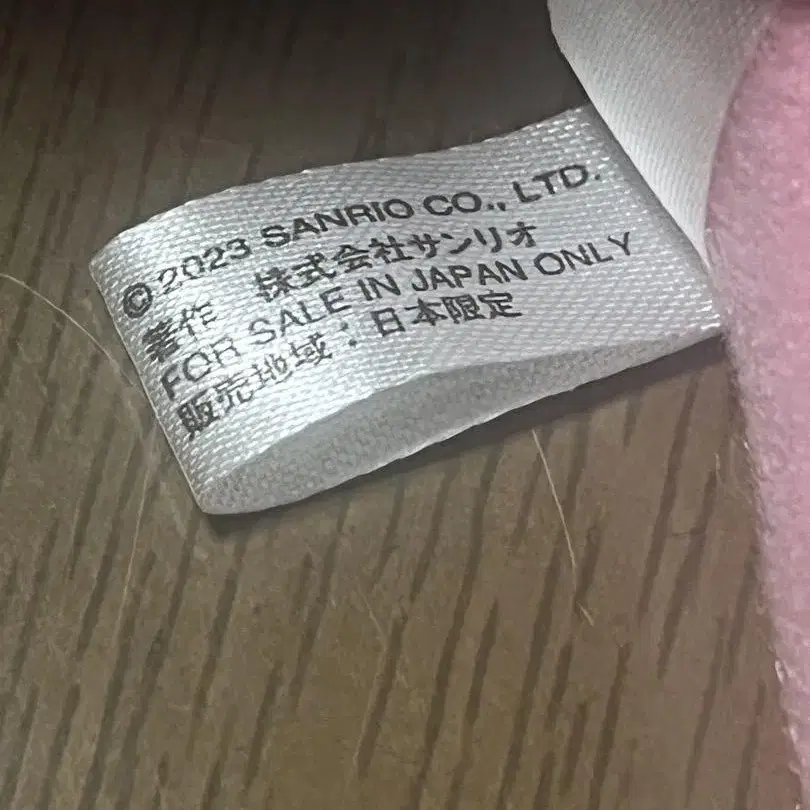 © 2023 SANRIO CO., LTD.
著作 株式会社サンリオ
FOR SALE IN JAPAN ONLY
販売地域：日本限定